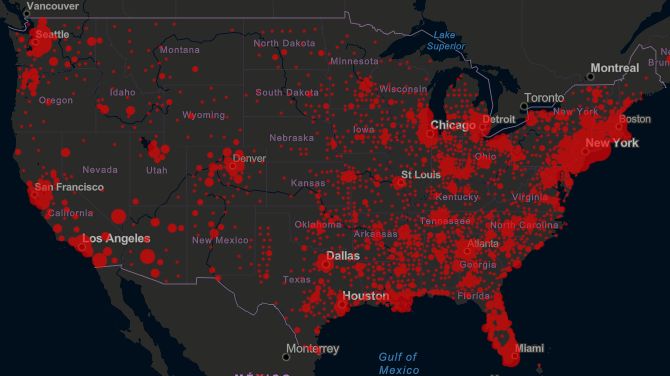 Vancouver
Seattle
Montana
North Dakota
Lake
Superior
Minnesota
Montreal
Oregon
Idaho
South Dakota
Wisconsin
Toronto
Wyoming
Iowa
Chicago
Detroit
New York
Boston
Nebraska
Ohio
New York
Nevada
Utah
Denver
St Louis
San Francisco
Kansas
Kentucky
Virginia
California
Los Angeles
New Mexico
Oklahoma
Arkansas
Tennessee
North Carolina
Atlanta
Georgia
Dallas
Texas
Houston
Florida
Monterrey
Miami
Gulf of
Mexico